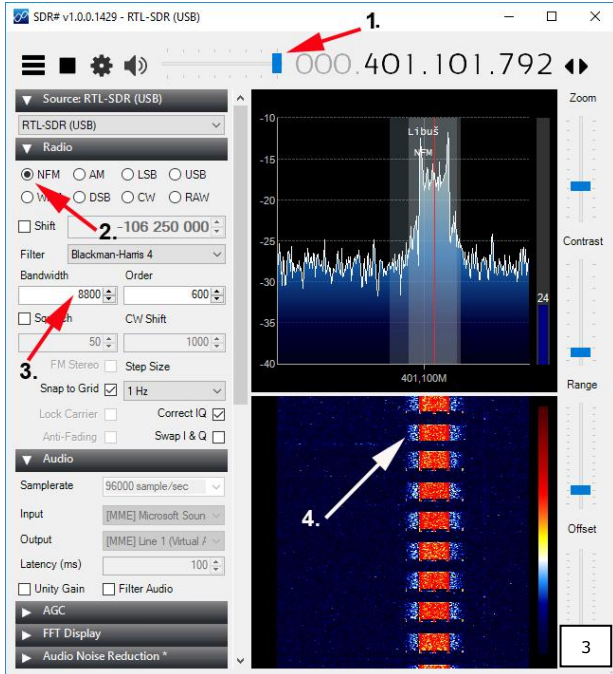 SDR# v1.0.0.1429 - RTL-SDR (USB)
1.
000.401.101.792
Source: RTL-SDR (USB)
RTL-SDR (USB)
Radio
NFM AM LSB USB
DSB CW RAW
2.
Shift -106 250 000
Filter Blackman-Harris 4
Bandwidth Order
8800 600
CW Shift
50 1000
3.
FM Stereo Step Size
Snap to Grid 1 Hz
Lock Carrier Correct IQ
Anti-Fading Swap I & Q
Audio
Samplerate 96000 sample/sec
Input [MME] Microsoft Soun
Output [MME] Line 1 (Virtual
Latency (ms) 100
Unity Gain Filter Audio
AGC
FFT Display
Audio Noise Reduction *
-10
-15
-20
-25
-30
-35
-40
Libuš
NFM
401,100M
24
4.
Zoom
Contrast
Range
Offset
3